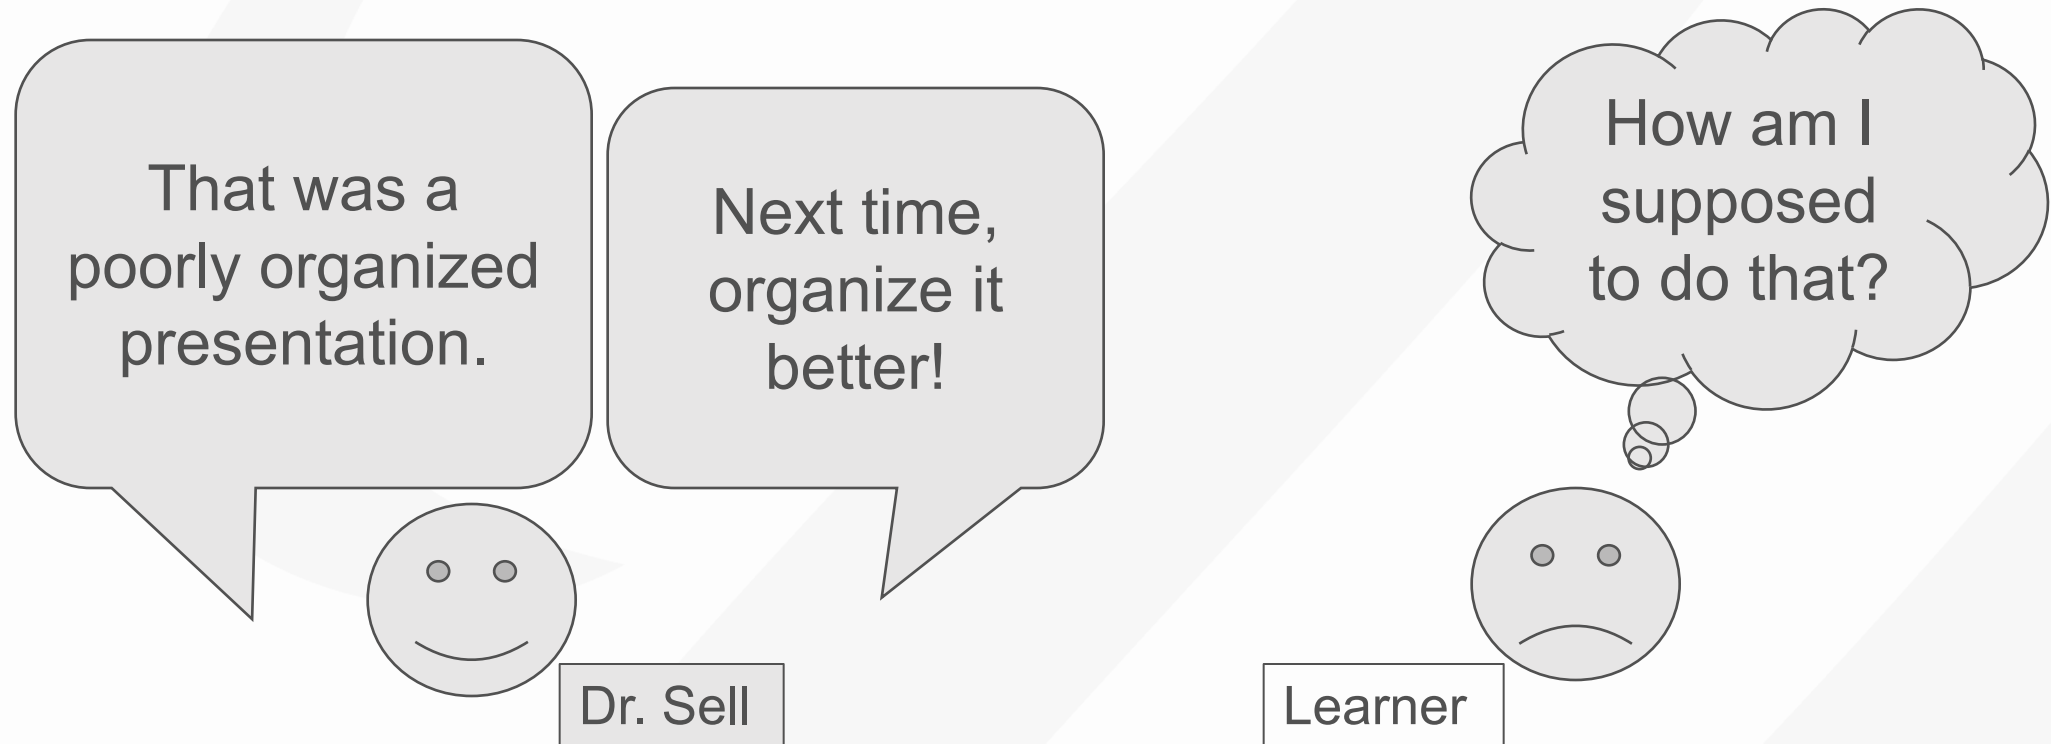 That was a
poorly organized
presentation.
Next time,
organize it
better!
How am I
supposed
to do that?
Dr. Sell
Learner